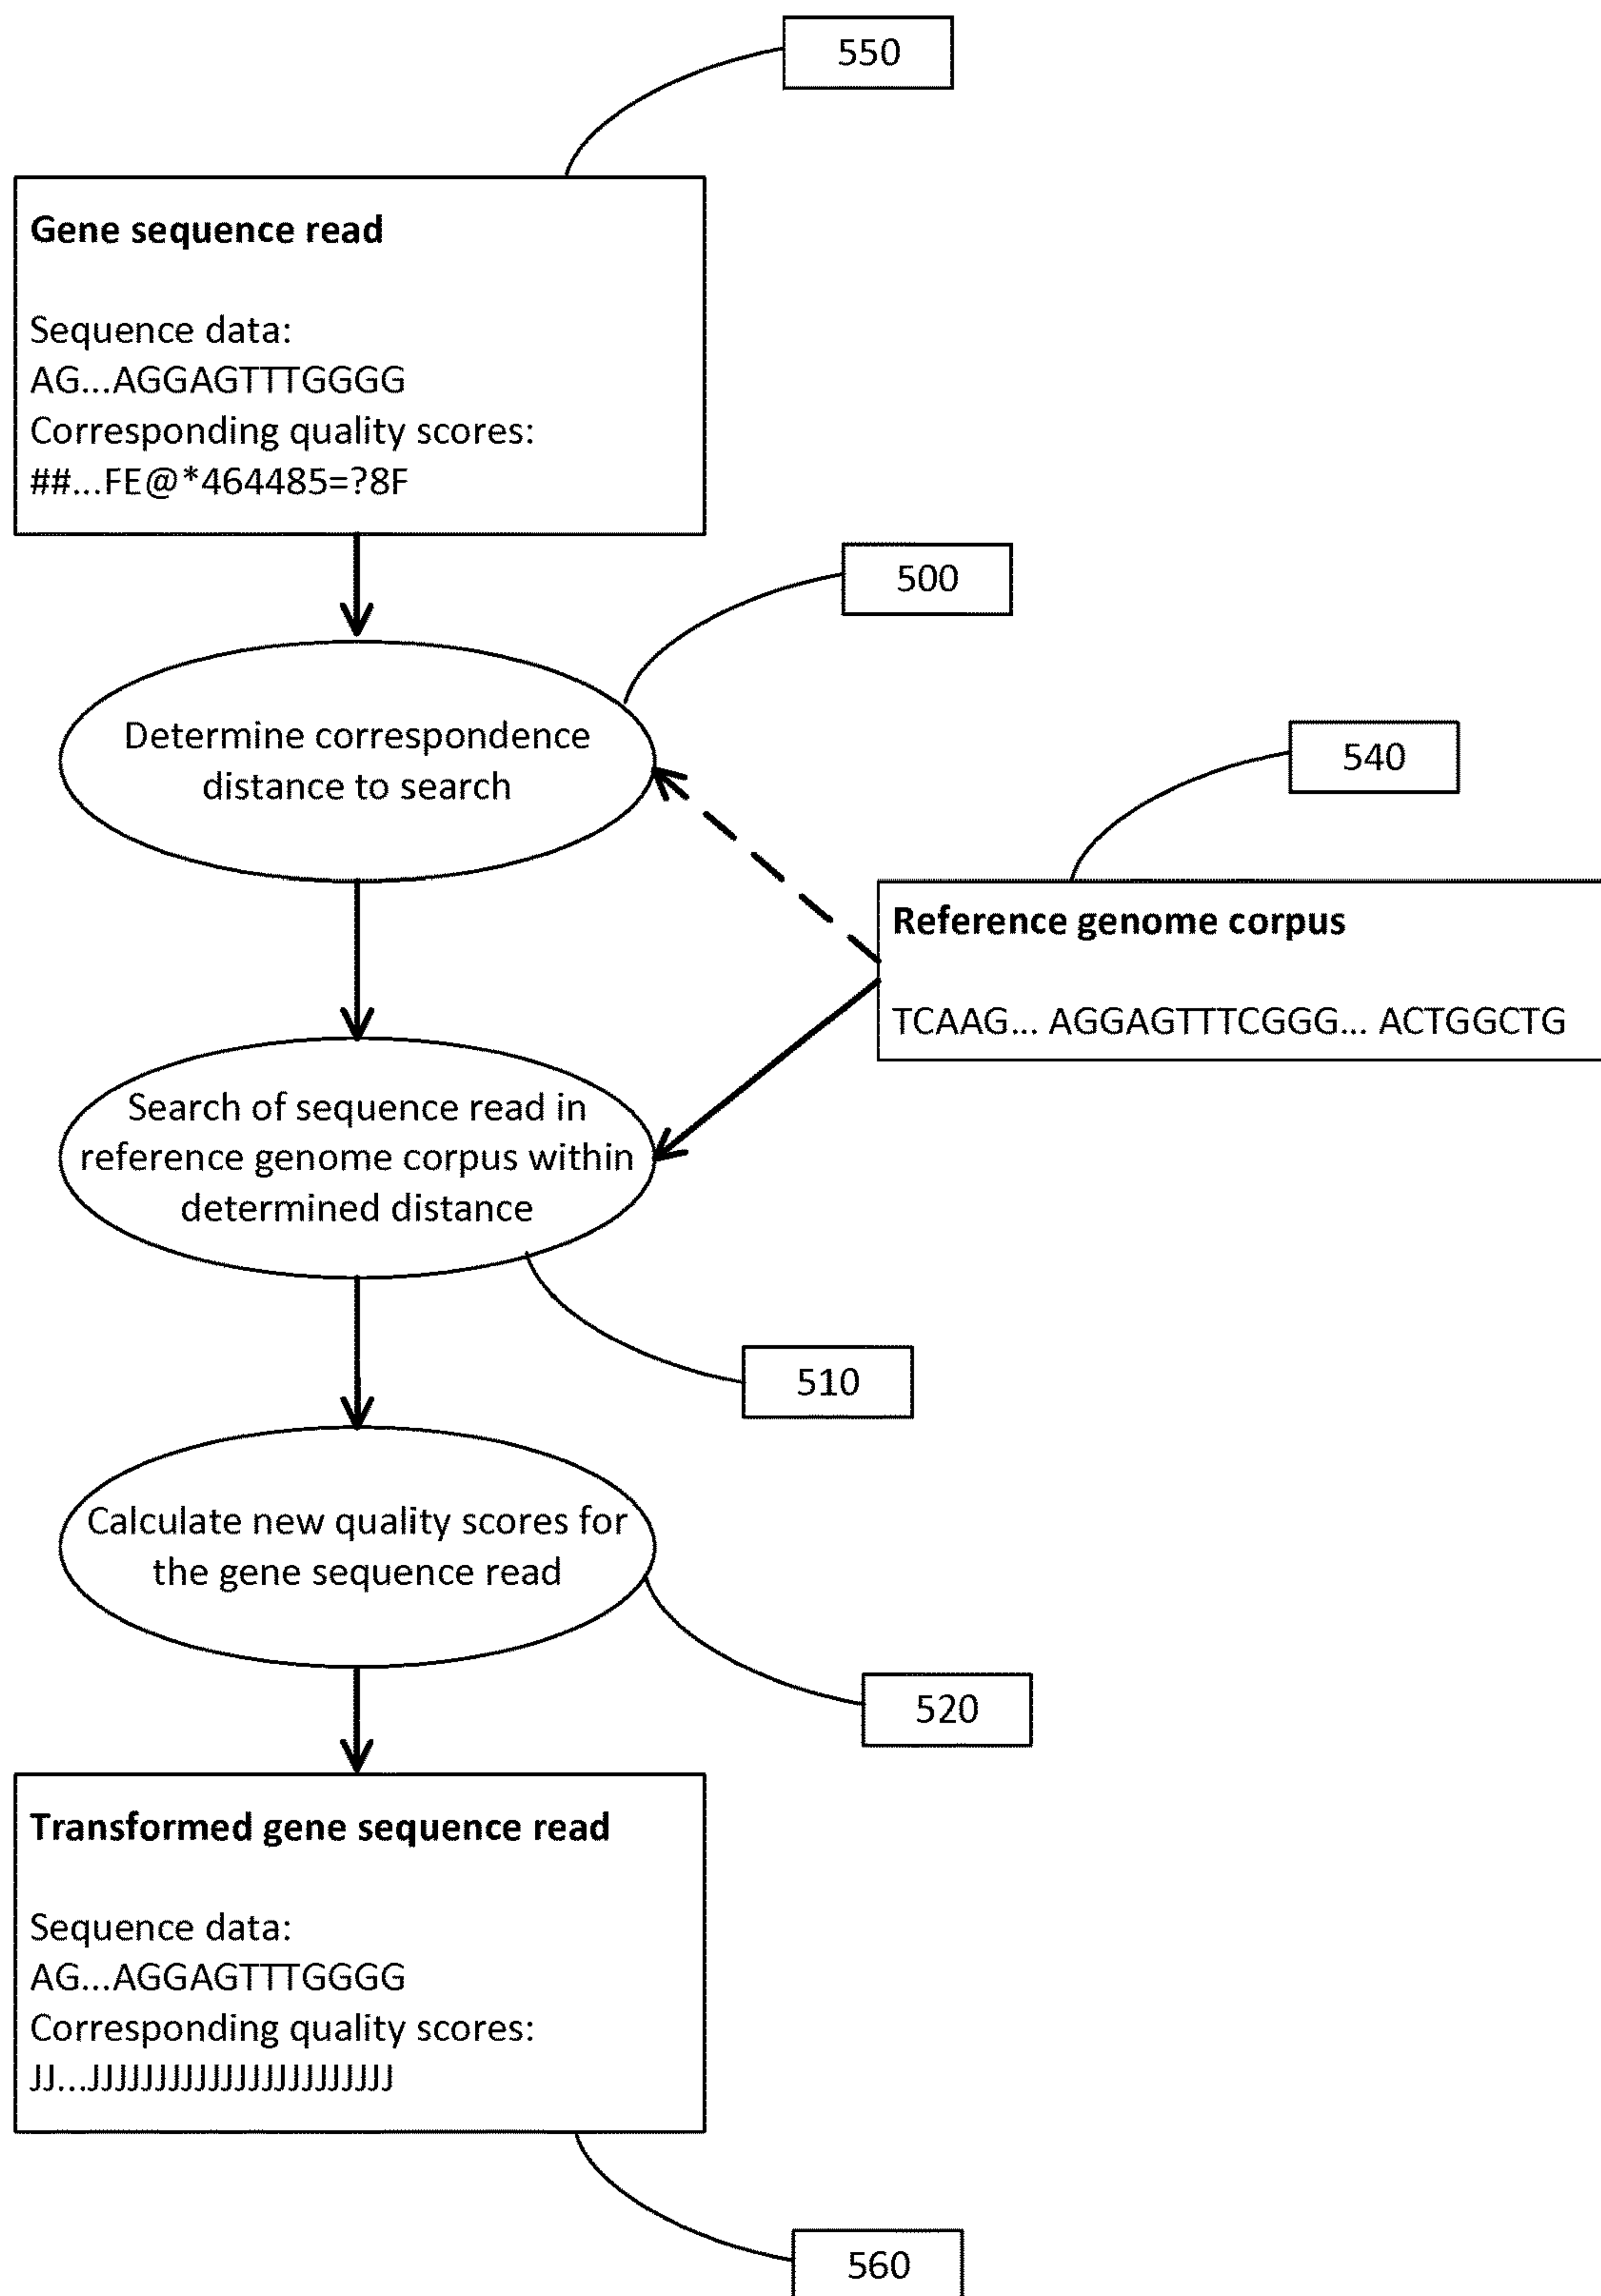 550
Gene sequence read
Sequence data:
AG...AGGAGTTTGGGG
Corresponding quality scores:
##...FE@*464485=?8F
500
Determine correspondence
distance to search
540
Reference genome corpus
TCAAG... AGGAGTTTCGGG... ACTGGCTG
Search of sequence read in
reference genome corpus within
determined distance
510
Calculate new quality scores for
the gene sequence read
520
Transformed gene sequence read
Sequence data:
AG...AGGAGTTTGGGG
Corresponding quality scores:
JJ...JJJJJJJJJJJJJJJJJJJJJJJ
560